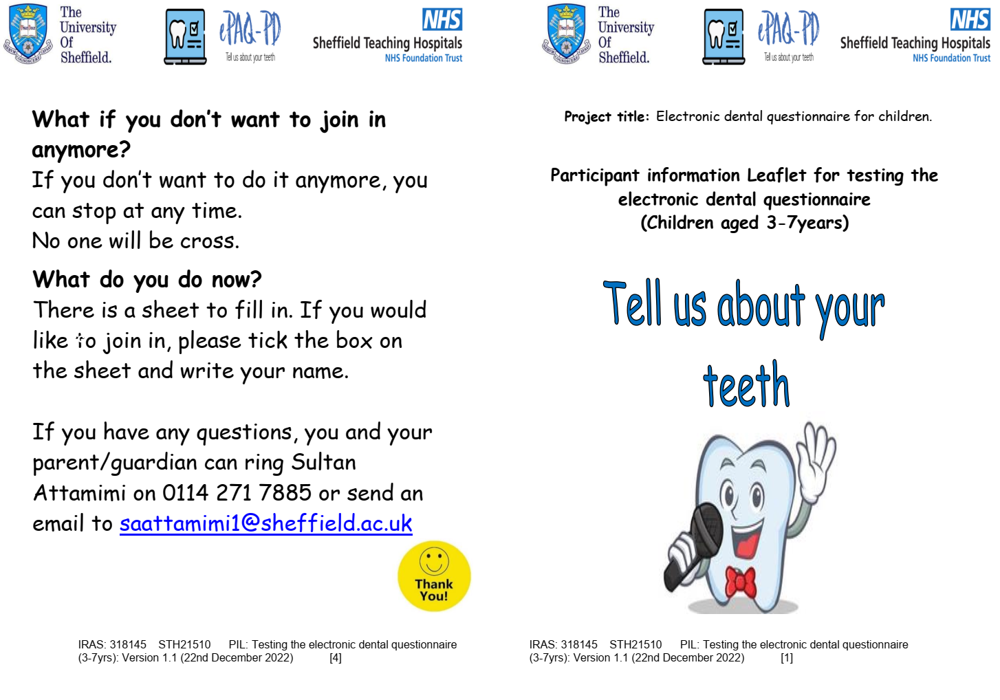 The
University
Of
Sheffield.
ePAQ-PD
Tell us about your teeth
NHS
Sheffield Teaching Hospitals
NHS Foundation Trust
What if you don't want to join in
anymore?
If you don't want to do it anymore, you
can stop at any time.
No one will be cross.
What do you do now?
There is a sheet to fill in. If you would
like to join in, please tick the box on
the sheet and write your name.
If you have any questions, you and your
parent/guardian can ring Sultan
Attamimi on 0114 271 7885 or send an
email to saattamimi1@sheffield.ac.uk
Thank
You!
IRAS: 318145 STH21510 PIL: Testing the electronic dental questionnaire
(3-7yrs): Version 1.1 (22nd December 2022) [4]
The
University
Of
Sheffield.
ePAQ-PD
Tell us about your teeth
NHS
Sheffield Teaching Hospitals
NHS Foundation Trust
Project title: Electronic dental questionnaire for children.
Participant information Leaflet for testing the
electronic dental questionnaire
(Children aged 3-7years)
Tell us about your
teeth
IRAS: 318145 STH21510 PIL: Testing the electronic dental questionnaire
(3-7yrs): Version 1.1 (22nd December 2022) [1]